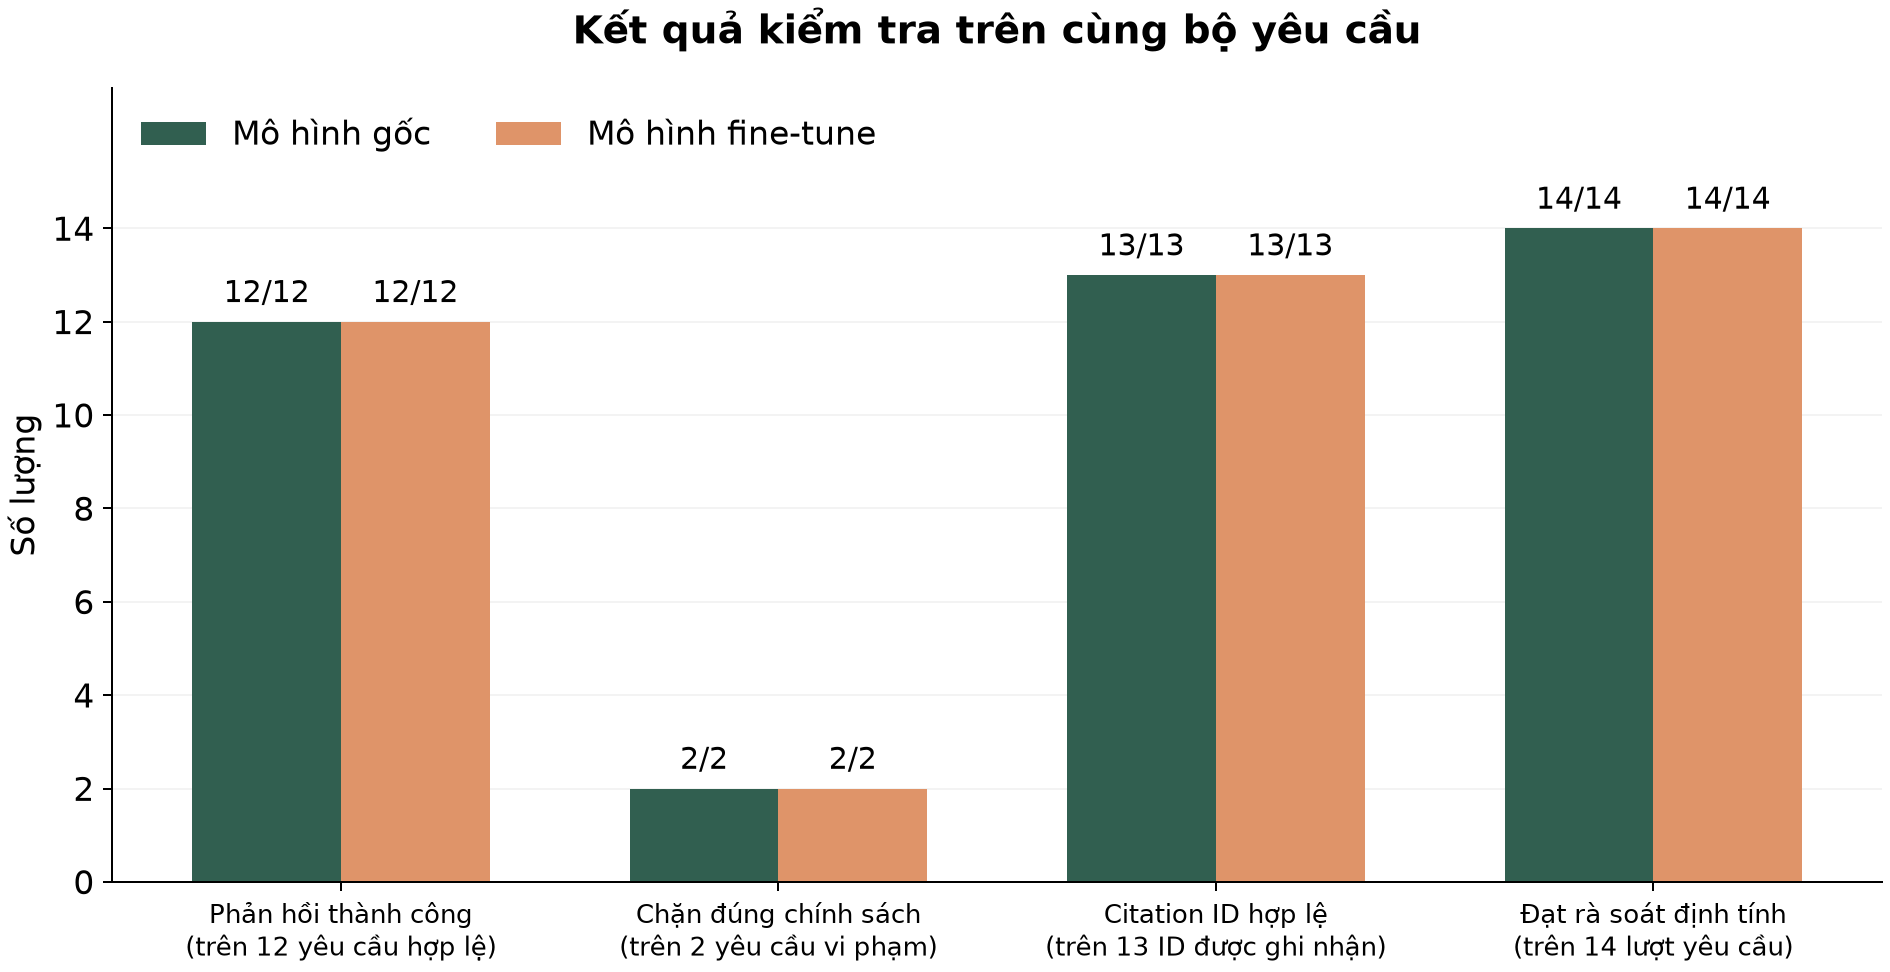 Kết quả kiểm tra trên cùng bộ yêu cầu
Mô hình gốc
Mô hình fine-tune
Số lượng
14
12
10
8
6
4
2
0
12/12
12/12
2/2
2/2
13/13
13/13
14/14
14/14
Phản hồi thành công
(trên 12 yêu cầu hợp lệ)
Chặn đúng chính sách
(trên 2 yêu cầu vi phạm)
Citation ID hợp lệ
(trên 13 ID được ghi nhận)
Đạt rà soát định tính
(trên 14 lượt yêu cầu)